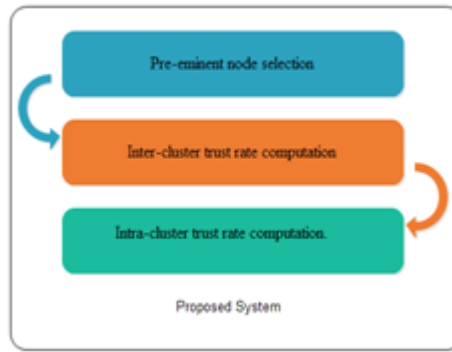 Pre-eminent node selection
Inter-cluster trust rate computation
Intra-cluster trust rate computation.
Proposed System